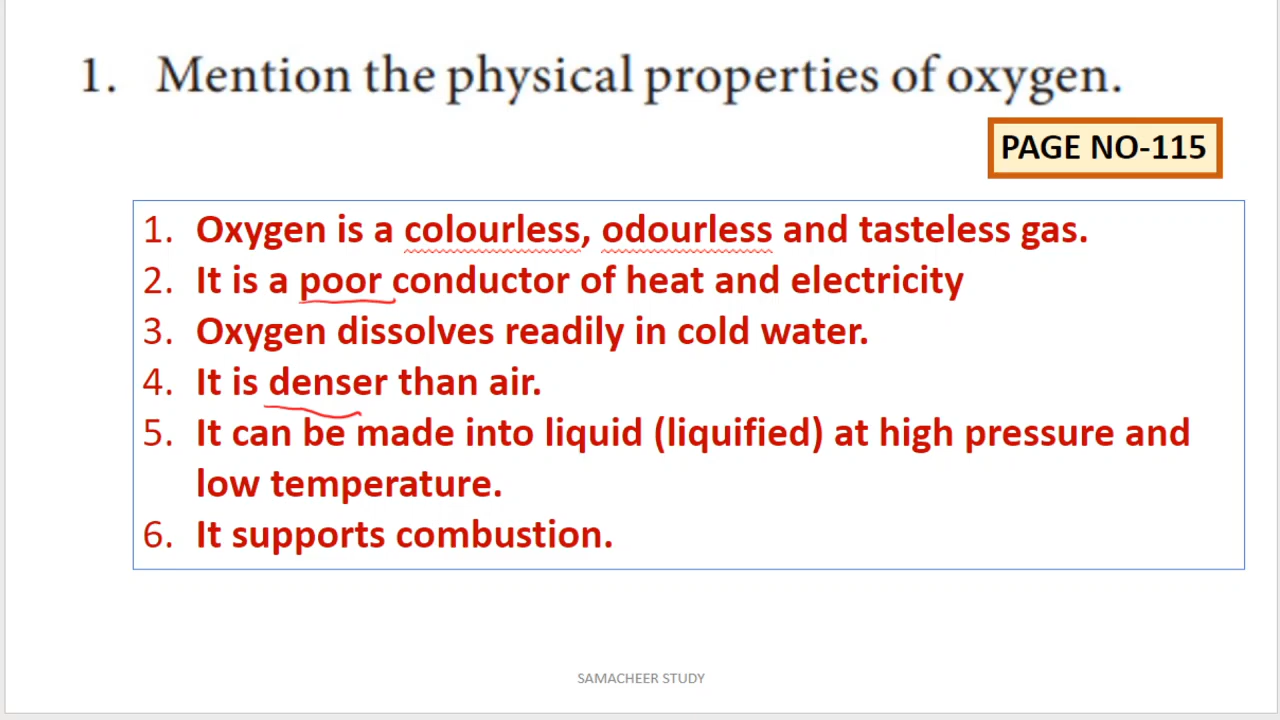 1. Mention the physical properties of oxygen.
PAGE NO-115
1. Oxygen is a colourless, odourless and tasteless gas.
2. It is a poor conductor of heat and electricity
3. Oxygen dissolves readily in cold water.
4. It is denser than air.
5. It can be made into liquid (liquified) at high pressure and
low temperature.
6. It supports combustion.
SAMACHEER STUDY